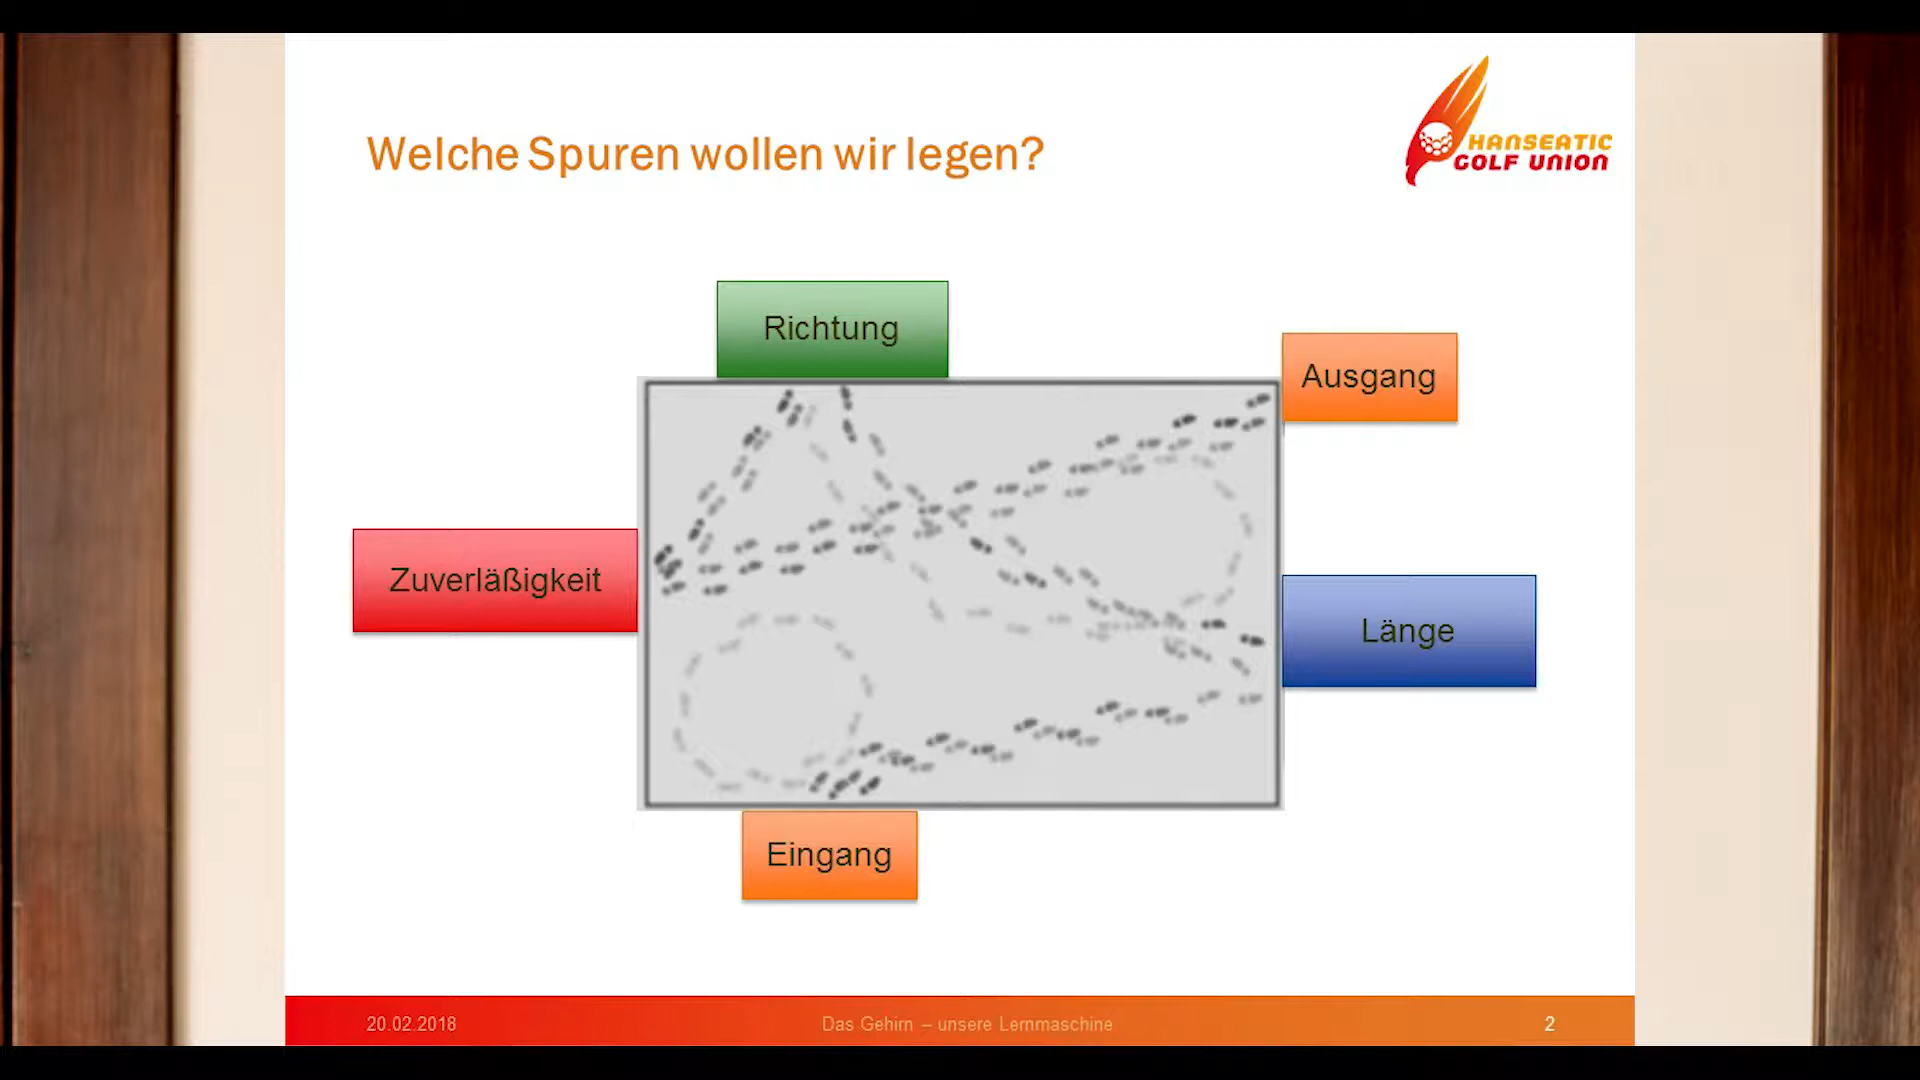 Welche Spuren wollen wir legen?
HANSEATIC
GOLF UNION
Richtung
Ausgang
Zuverläßigkeit
Länge
Eingang
20.02.2018
Das Gehirn – unsere Lernmaschine
2